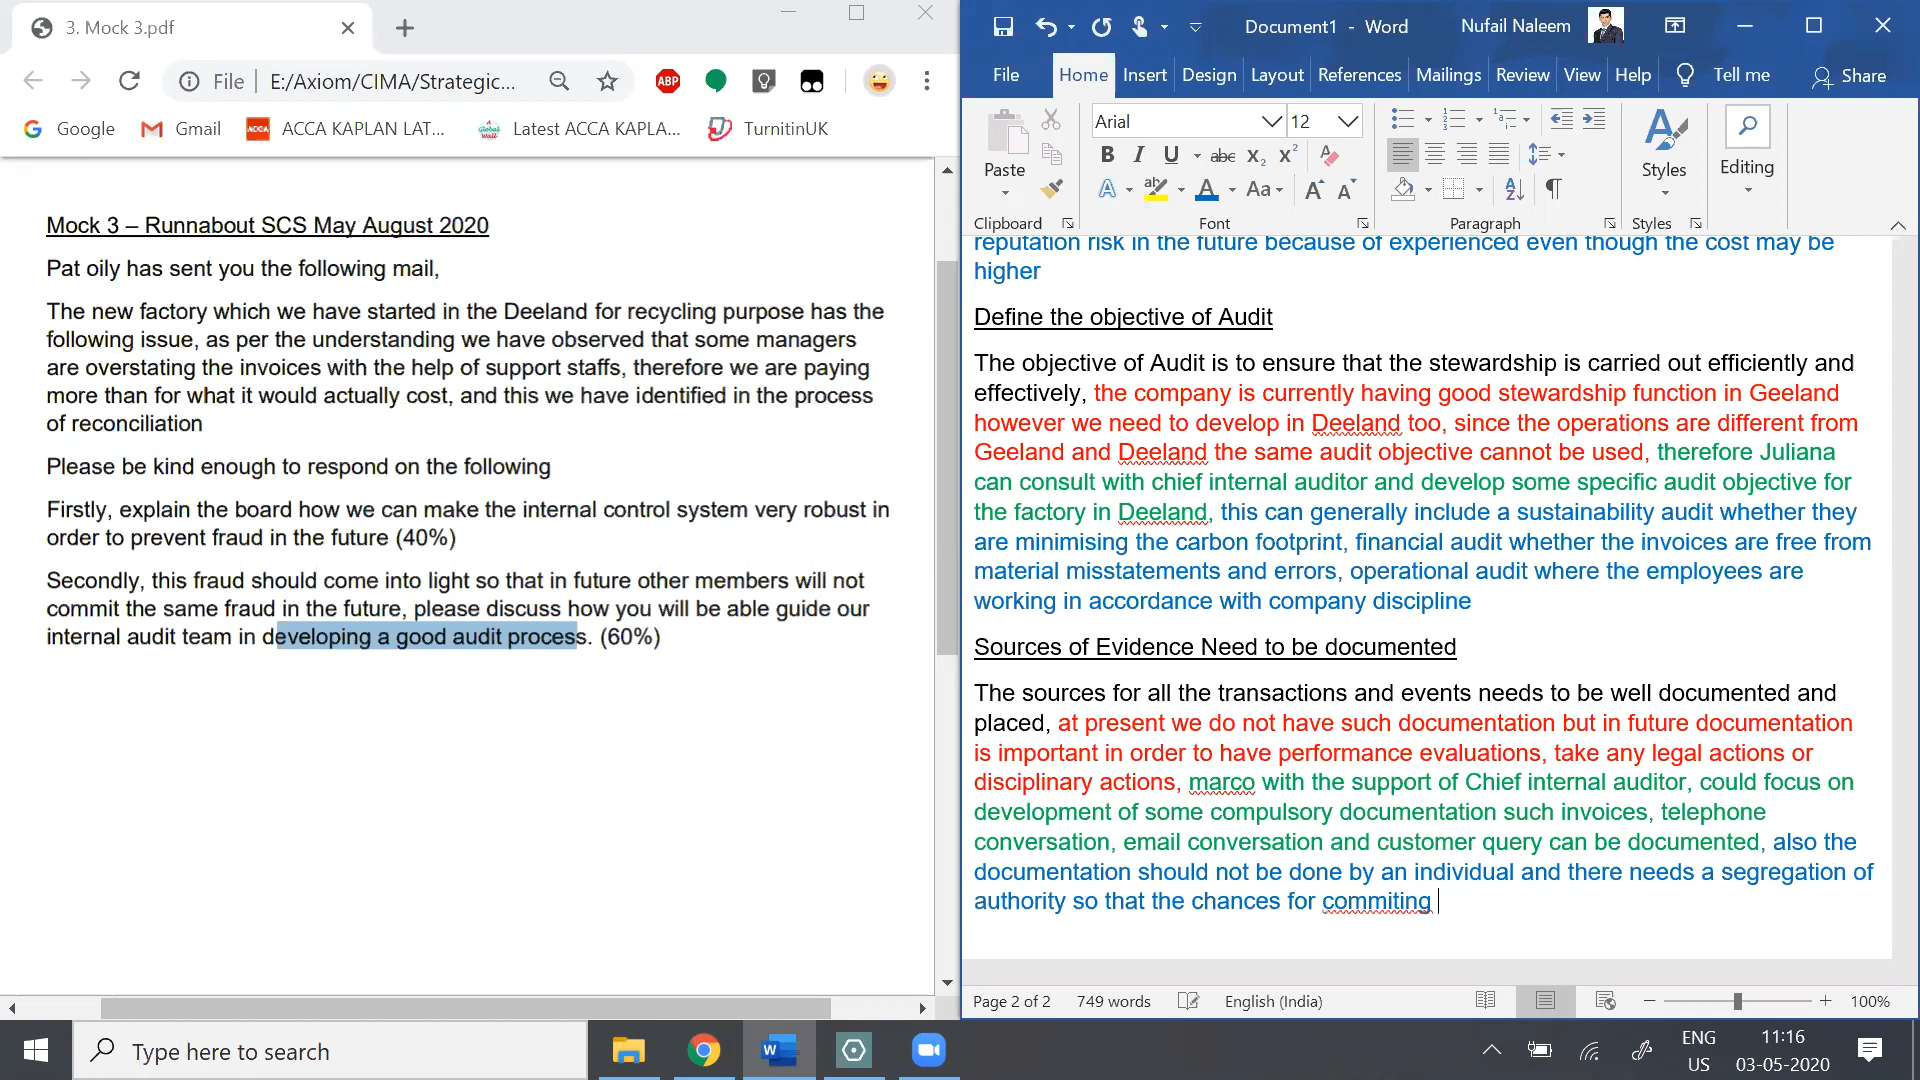 3. Mock 3.pdf
File
E:/Axiom/CIMA/Strategic...
ABP
Google
Gmail
ACCA
ACCA KAPLAN LAT...
Latest ACCA KAPLA...
TurnitinUK
Mock 3 – Runnabout SCS May August 2020
Pat oily has sent you the following mail,
The new factory which we have started in the Deeland for recycling purpose has the
following issue, as per the understanding we have observed that some managers
are overstating the invoices with the help of support staffs, therefore we are paying
more than for what it would actually cost, and this we have identified in the process
of reconciliation
Please be kind enough to respond on the following
Firstly, explain the board how we can make the internal control system very robust in
order to prevent fraud in the future (40%)
Secondly, this fraud should come into light so that in future other members will not
commit the same fraud in the future, please discuss how you will be able guide our
internal audit team in developing a good audit process. (60%)
Document1 - Word
Nufail Naleem
File Home Insert Design Layout References Mailings Review View Help Tell me Share
Paste
Clipboard
Arial 12
Font
Paragraph
Styles
Styles
Editing
reputation risk in the future because of experienced even though the cost may be
higher
Define the objective of Audit
The objective of Audit is to ensure that the stewardship is carried out efficiently and
effectively, the company is currently having good stewardship function in Geeland
however we need to develop in Deeland too, since the operations are different from
Geeland and Deeland the same audit objective cannot be used, therefore Juliana
can consult with chief internal auditor and develop some specific audit objective for
the factory in Deeland, this can generally include a sustainability audit whether they
are minimising the carbon footprint, financial audit whether the invoices are free from
material misstatements and errors, operational audit where the employees are
working in accordance with company discipline
Sources of Evidence Need to be documented
The sources for all the transactions and events needs to be well documented and
placed, at present we do not have such documentation but in future documentation
is important in order to have performance evaluations, take any legal actions or
disciplinary actions, marco with the support of Chief internal auditor, could focus on
development of some compulsory documentation such invoices, telephone
conversation, email conversation and customer query can be documented, also the
documentation should not be done by an individual and there needs a segregation of
authority so that the chances for commiting
Page 2 of 2
749 words
English (India)
100%
Type here to search
ENG
US
11:16
03-05-2020